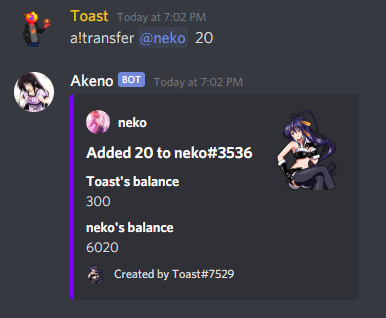 Toast Today at 7:02 PM
a!transfer @neko 20
Akeno BOT Today at 7:02 PM
neko
Added 20 to neko#3536
Toast's balance
300
neko's balance
6020
Created by Toast#7529